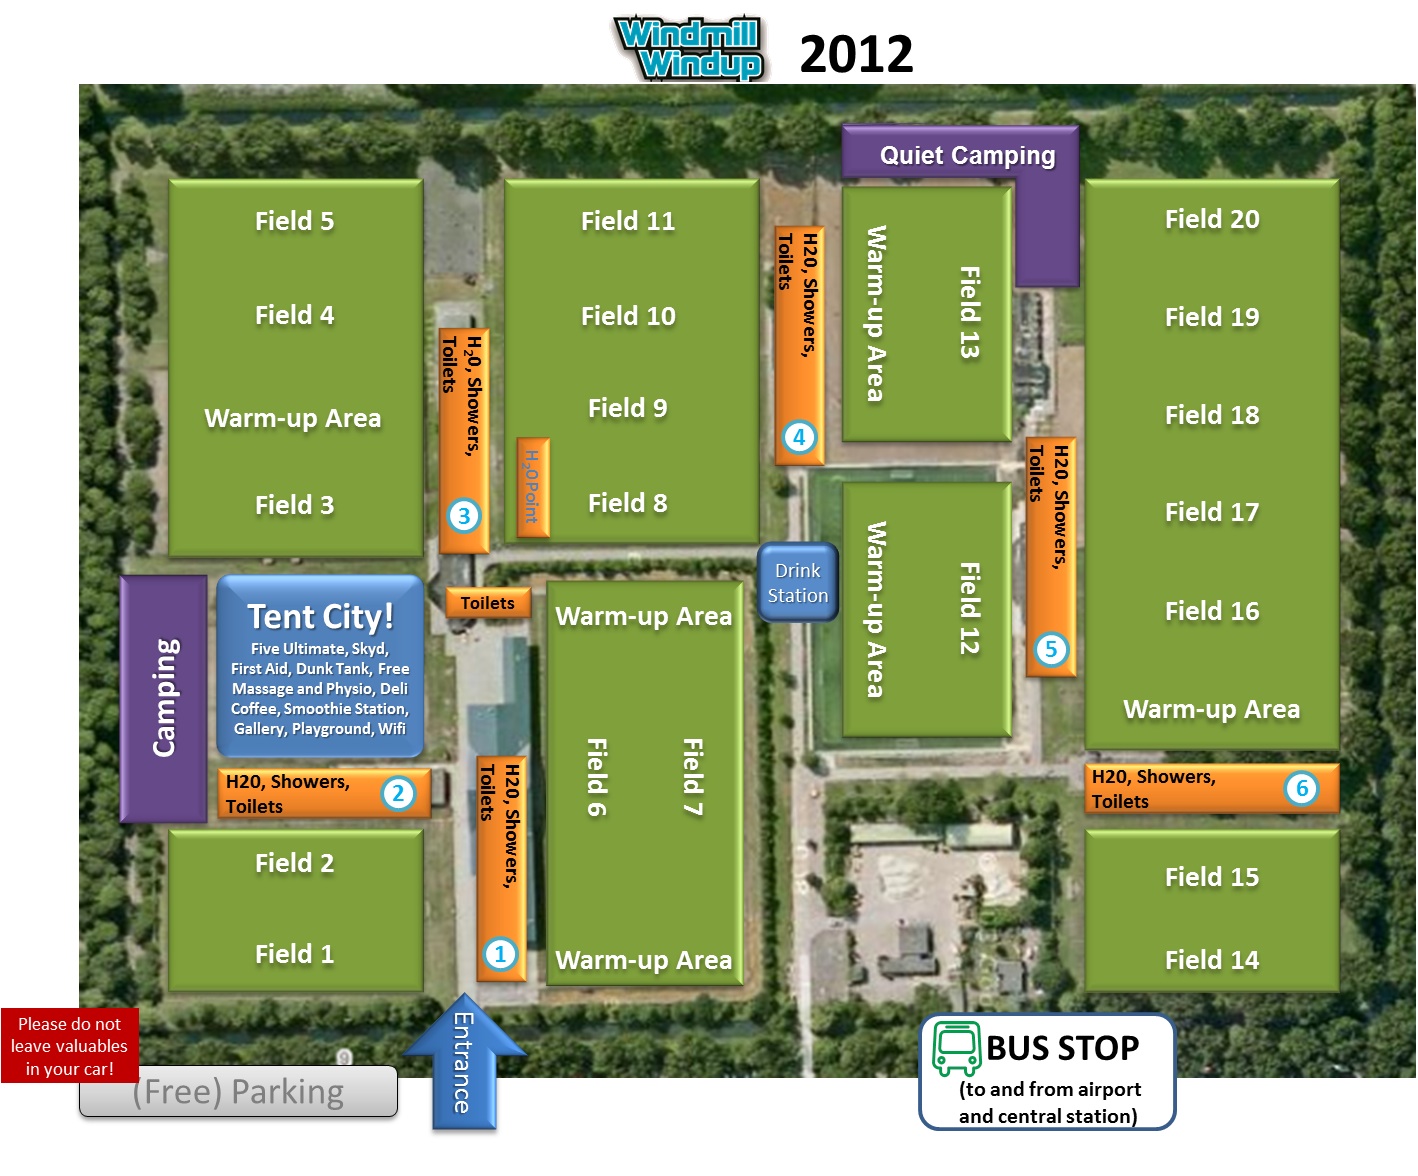 Windmill
Windup
2012
Quiet Camping
Field 5
Field 4
Warm-up Area
Field 3
H₂0, Showers,
Toilets
3
Field 11
Field 10
Field 9
Field 8
H₂0 Point
H20, Showers,
Toilets
4
Warm-up Area
Field 13
Warm-up Area
Field 12
H20, Showers,
Toilets
5
Field 20
Field 19
Field 18
Field 17
Field 16
Warm-up Area
Drink
Station
Camping
Tent City!
Five Ultimate, Skyd,
First Aid, Dunk Tank, Free
Massage and Physio, Deli
Coffee, Smoothie Station,
Gallery, Playground, Wifi
Toilets
Warm-up Area
Field 6
Field 7
Warm-up Area
H20, Showers,
Toilets
2
H20, Showers,
Toilets
1
H20, Showers,
Toilets
6
Field 2
Field 1
Field 15
Field 14
Please do not
leave valuables
in your car!
(Free) Parking
9
Entrance
BUS STOP
(to and from airport
and central station)